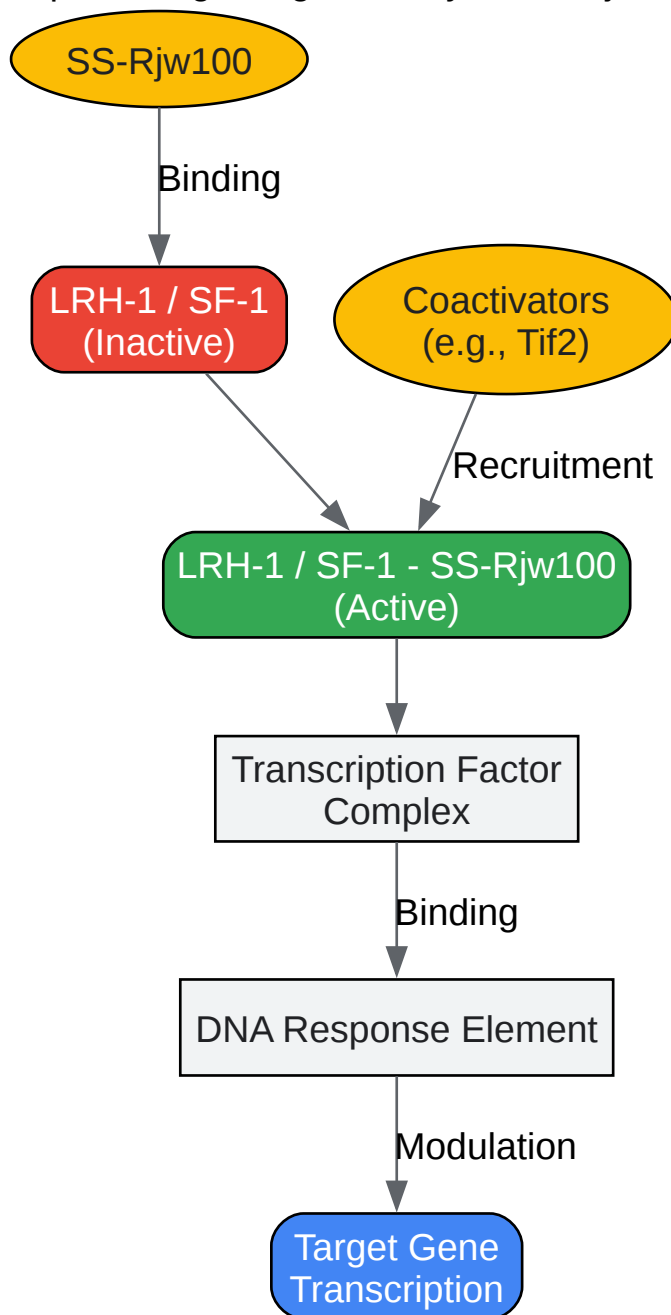 SS-Rjw100
Binding
LRH-1 / SF-1
(Inactive)
Coactivators
(e.g., Tif2)
Recruitment
LRH-1 / SF-1 - SS-Rjw100
(Active)
Transcription Factor
Complex
Binding
DNA Response Element
Modulation
Target Gene
Transcription